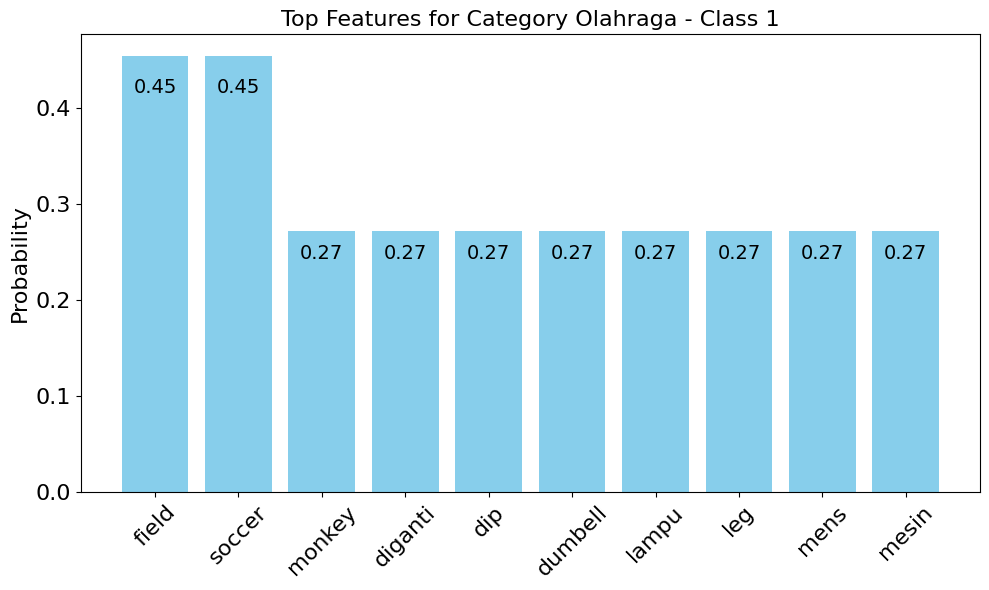 Top Features for Category Olahraga - Class 1
Probability
0.4
0.3
0.2
0.1
0.0
0.45 0.45 0.27 0.27 0.27 0.27 0.27 0.27 0.27 0.27
field soccer monkey diganti dip dumbell lampu leg mens mesin